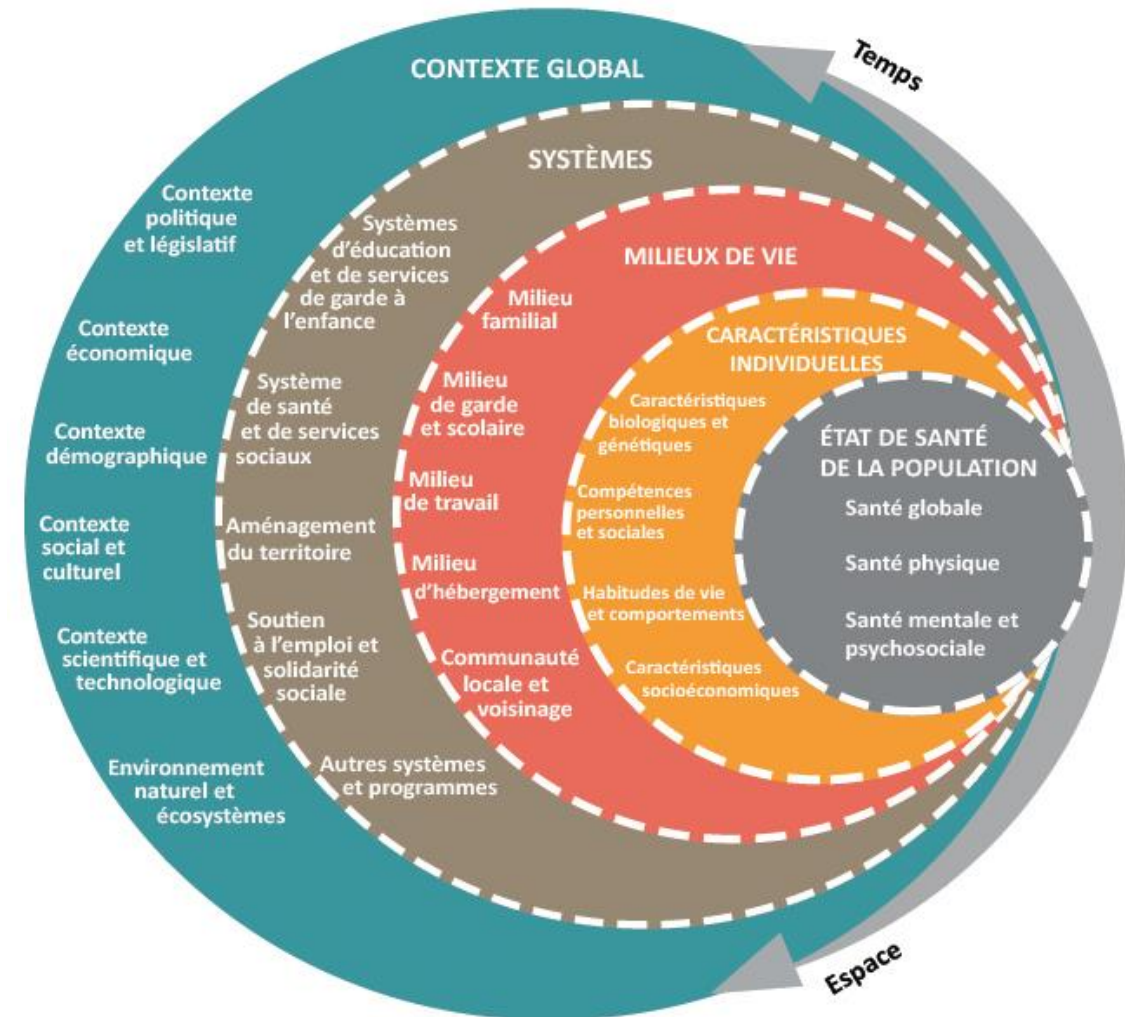 CONTEXTE GLOBAL
Temps
SYSTÈMES
MILIEUX DE VIE
CARACTÉRISTIQUES
INDIVIDUELLES
ÉTAT DE SANTÉ
DE LA POPULATION
Contexte
politique
et législatif
Contexte
économique
Contexte
démographique
Contexte
social et
culturel
Contexte
scientifique et
technologique
Environnement
naturel et
écosystèmes
Systèmes
d'éducation
et de services
de garde à
l'enfance
Système
de santé
et de services
sociaux
Aménagement
du territoire
Soutien
à l'emploi et
solidarité
sociale
Autres systèmes
et programmes
Milieu
familial
Milieu
de garde
et scolaire
Milieu
de travail
Milieu
d'hébergement
Communauté
locale et
voisinage
Caractéristiques
biologiques et
génétiques
Compétences
personnelles
et sociales
Habitudes de vie
et comportements
Caractéristiques
socioéconomiques
Santé globale
Santé physique
Santé mentale et
psychosociale
Espace